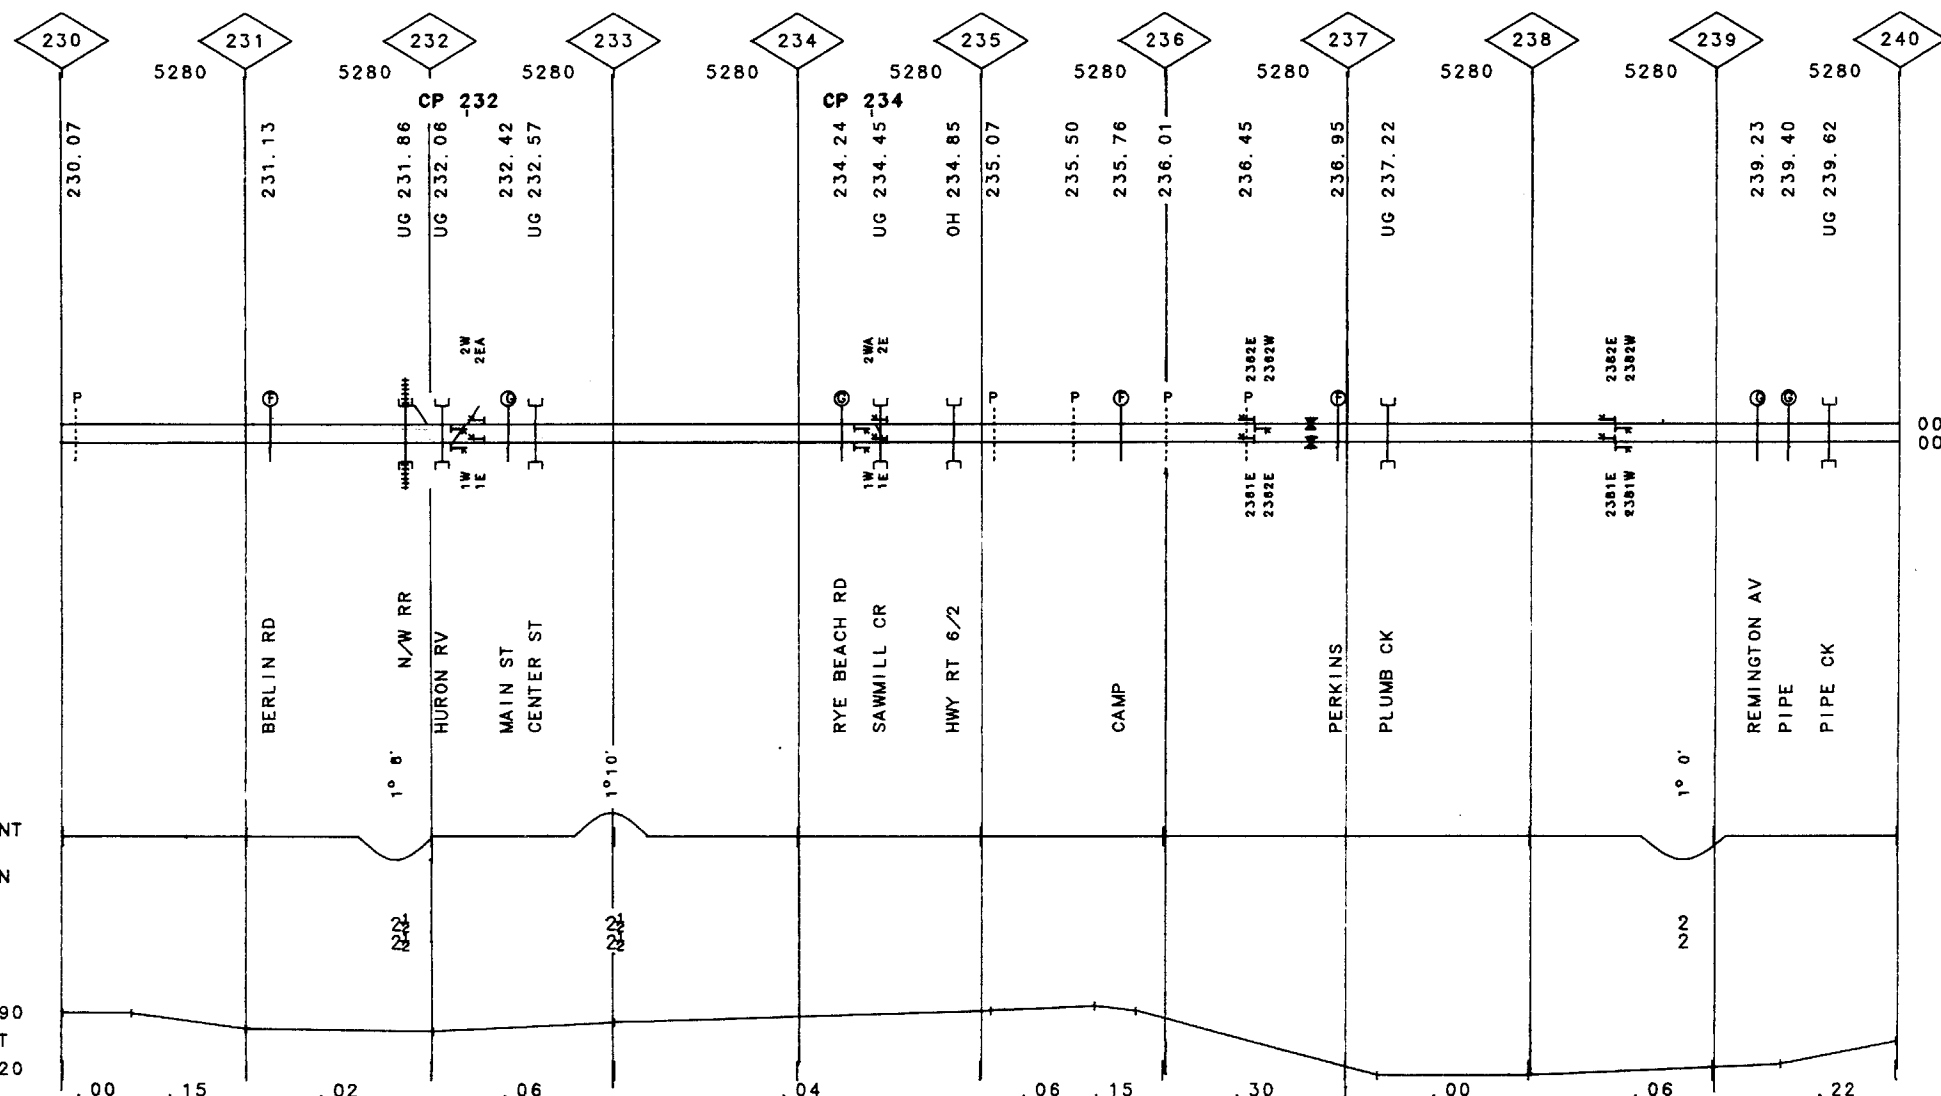 230 231 232 233 234 235 236 237 238 239 240
5280 5280 5280 5280 5280 5280 5280 5280 5280 5280
CP 232 CP 234
230.07
231.13
UG 231.86
UG 232.06
232.42
UG 232.57
234.24
UG 234.45
OH 234.85
235.07
235.50
235.76
236.01
236.45
236.95
UG 237.22
239.23
239.40
UG 239.62
2W
2EA
2WA
2E
2362E
2362W
2382E
2382W
P F G G P P F P P F G G
00
00
1W
1E
1W
1E
2361E
2362E
2381E
2381W
BERLIN RD
N/W RR
HURON RV
MAIN ST
CENTER ST
RYE BEACH RD
SAWMILL CR
HWY RT 6/2
CAMP
PERKINS
PLUMB CK
REMINGTON AV
PIPE
PIPE CK
1° 8'
1°10'
1° 0'
NT
N
2
2
90
T
20
.00 .15 .02 .06 .04 .06 .15 .30 .00 .06 .22